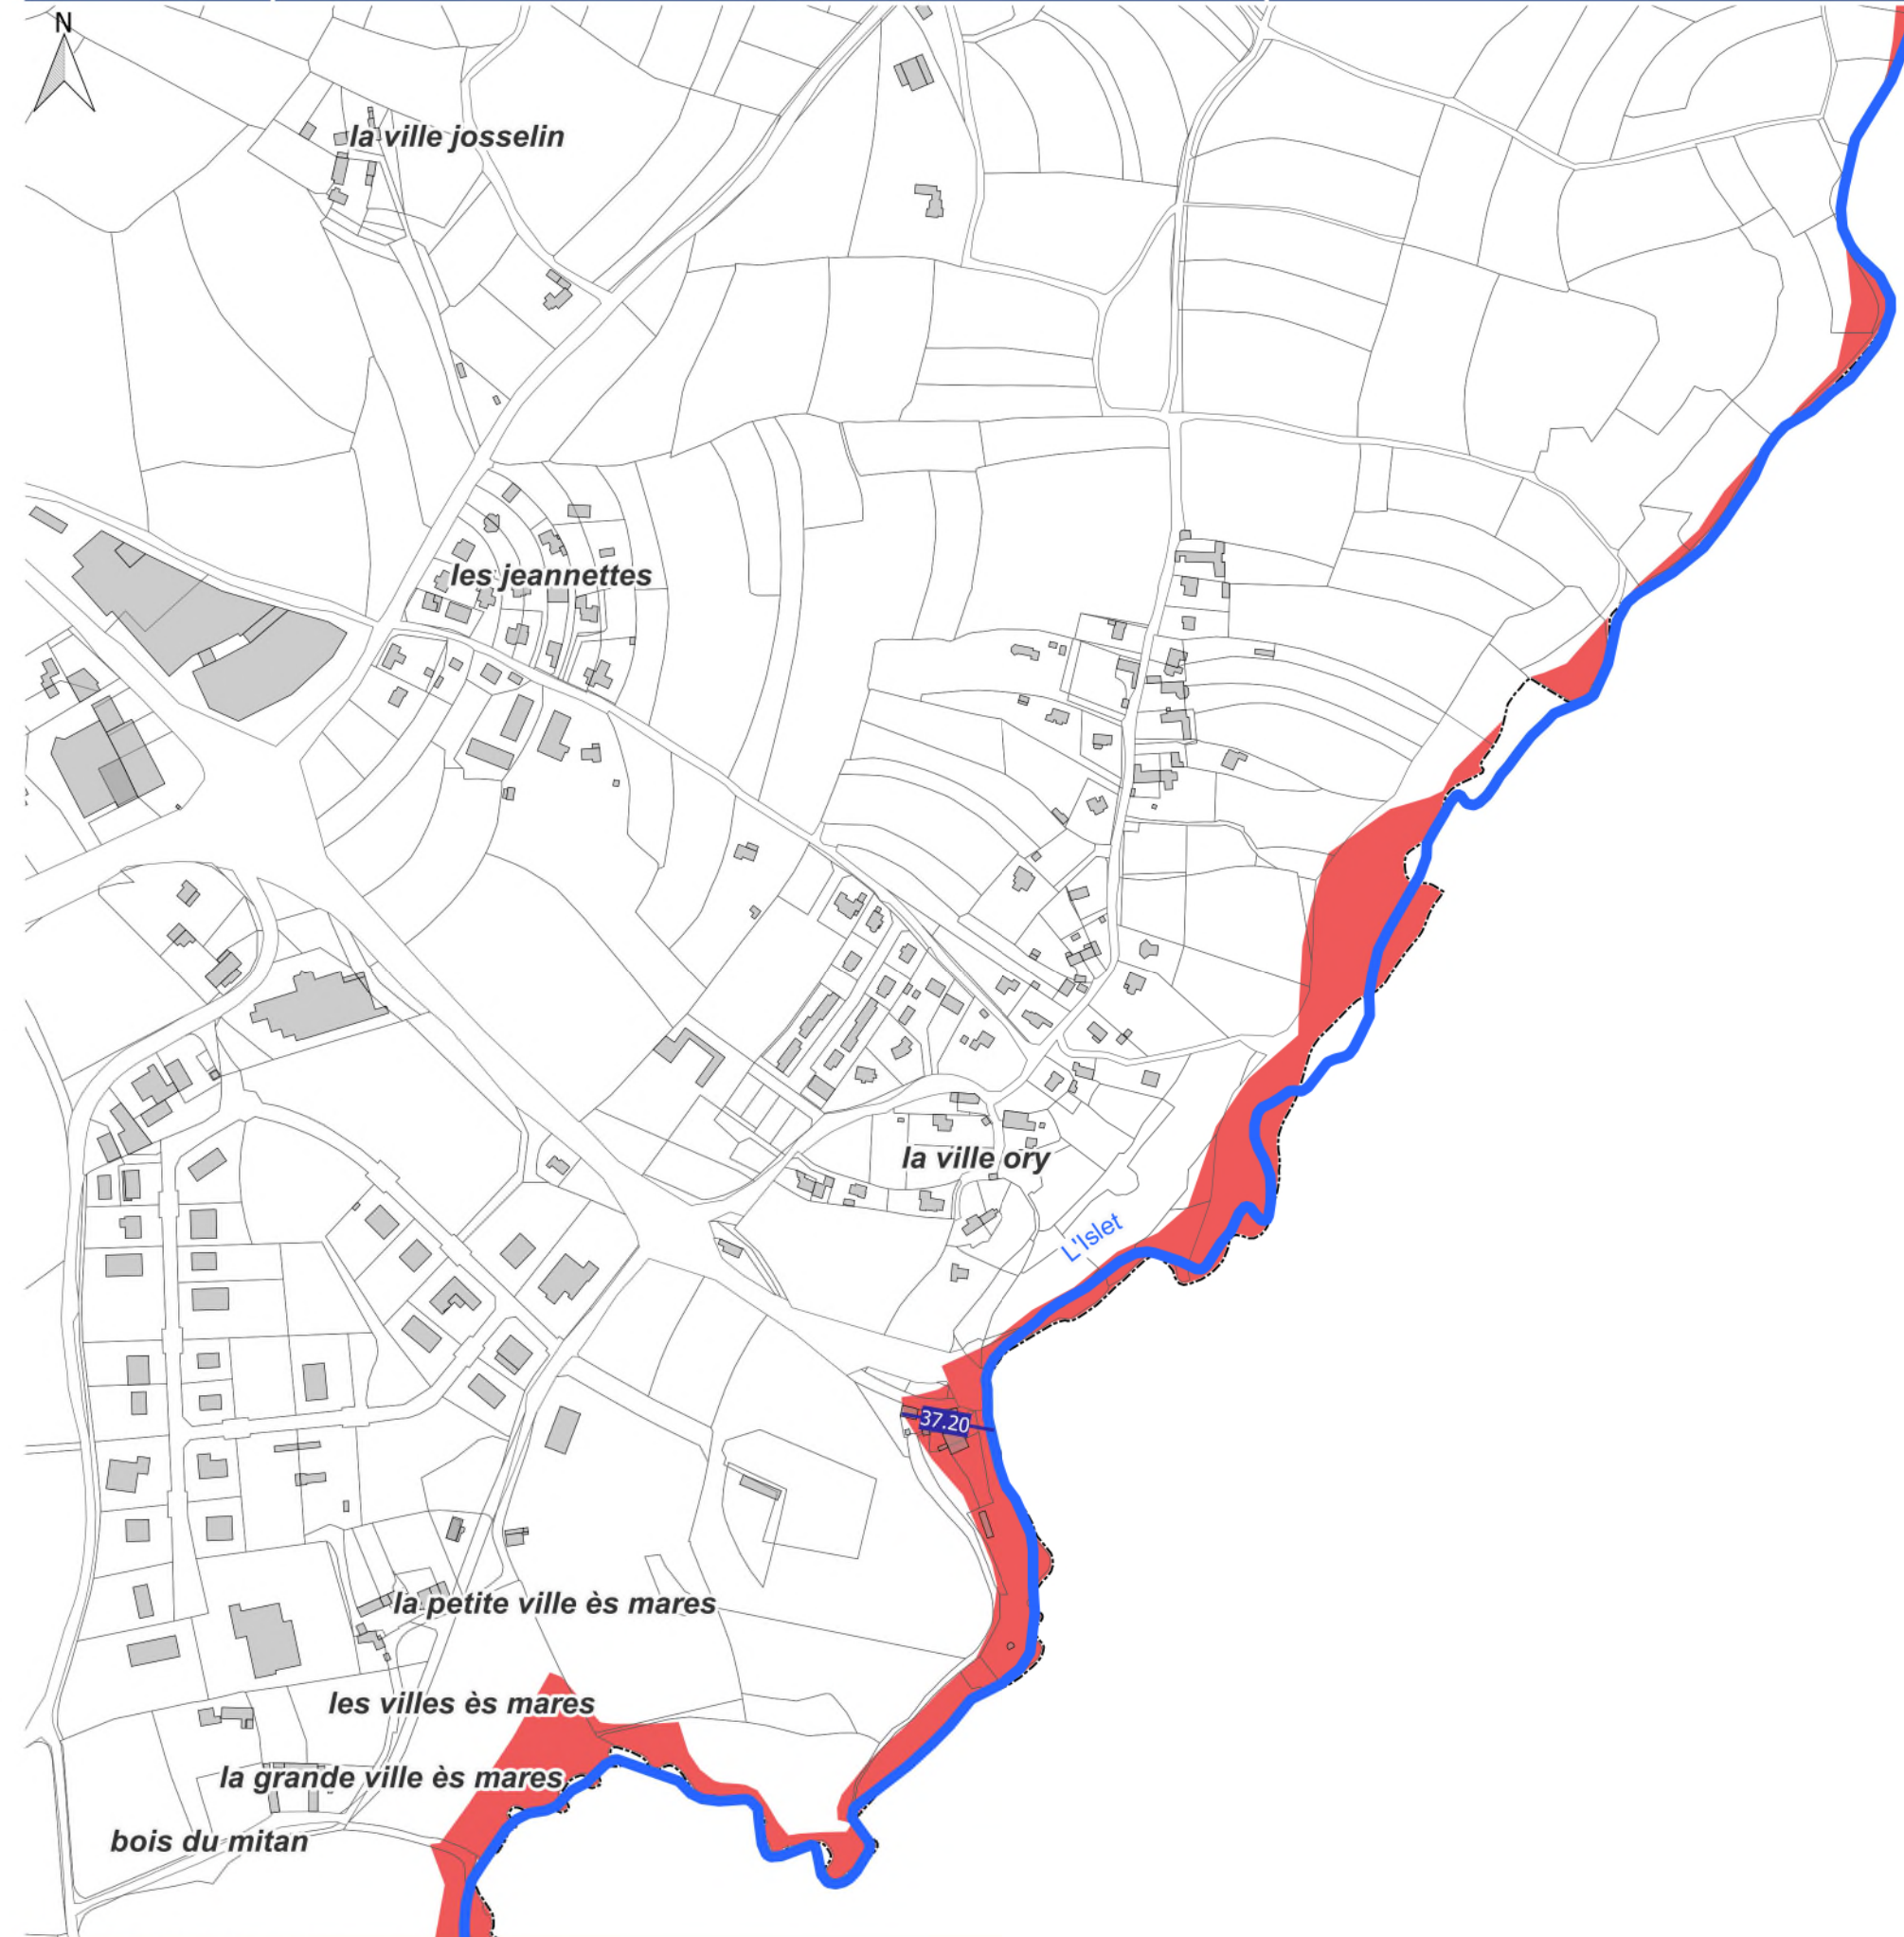 N
la ville josselin
les jeannettes
la ville ory
L'Islet
37.20
la petite ville ès mares
les villes ès mares
la grande ville ès mares
bois du mitan